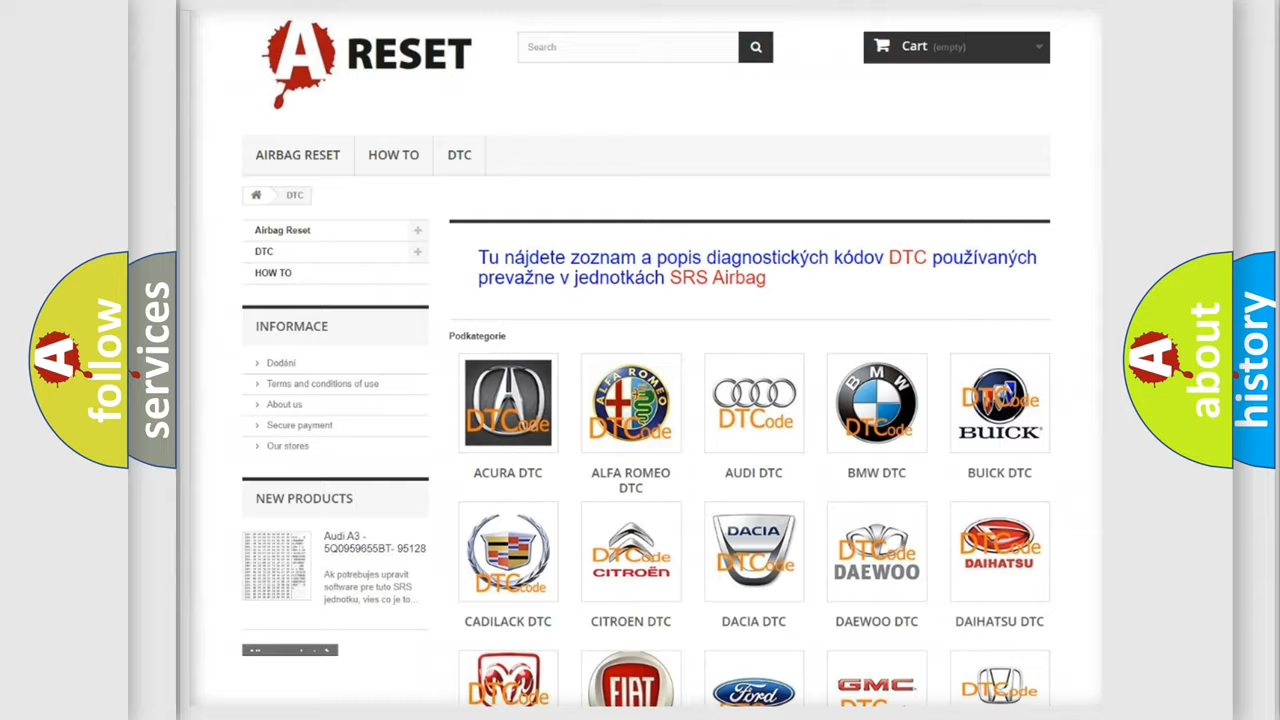 A RESET
Search
Cart (empty)
AIRBAG RESET
HOW TO
DTC
DTC
Airbag Reset
DTC
HOW TO
INFORMACE
Dodání
Terms and conditions of use
About us
Secure payment
Our stores
NEW PRODUCTS
Audi A3 -
5Q0959655BT- 95128
Ak potrebujes upravit
software pre tuto SRS
jednotku, vies co je to...
Tu nájdete zoznam a popis diagnostických kódov DTC používaných
prevažne v jednotkách SRS Airbag
Podkategorie
DTCode
ALFA ROMEO
DTCode
DTCode
BMW
DTCode
DTCode
BUICK
ACURA DTC
ALFA ROMEO
DTC
AUDI DTC
BMW DTC
BUICK DTC
DTCode
DTCode
CITROËN
DACIA
DTCode
DTCode
DAEWOO
DTCode
DAIHATSU
CADILACK DTC
CITROEN DTC
DACIA DTC
DAEWOO DTC
DAIHATSU DTC
DTCode
FIAT
Ford
GMC
DTCode
A follow
services
A about
history